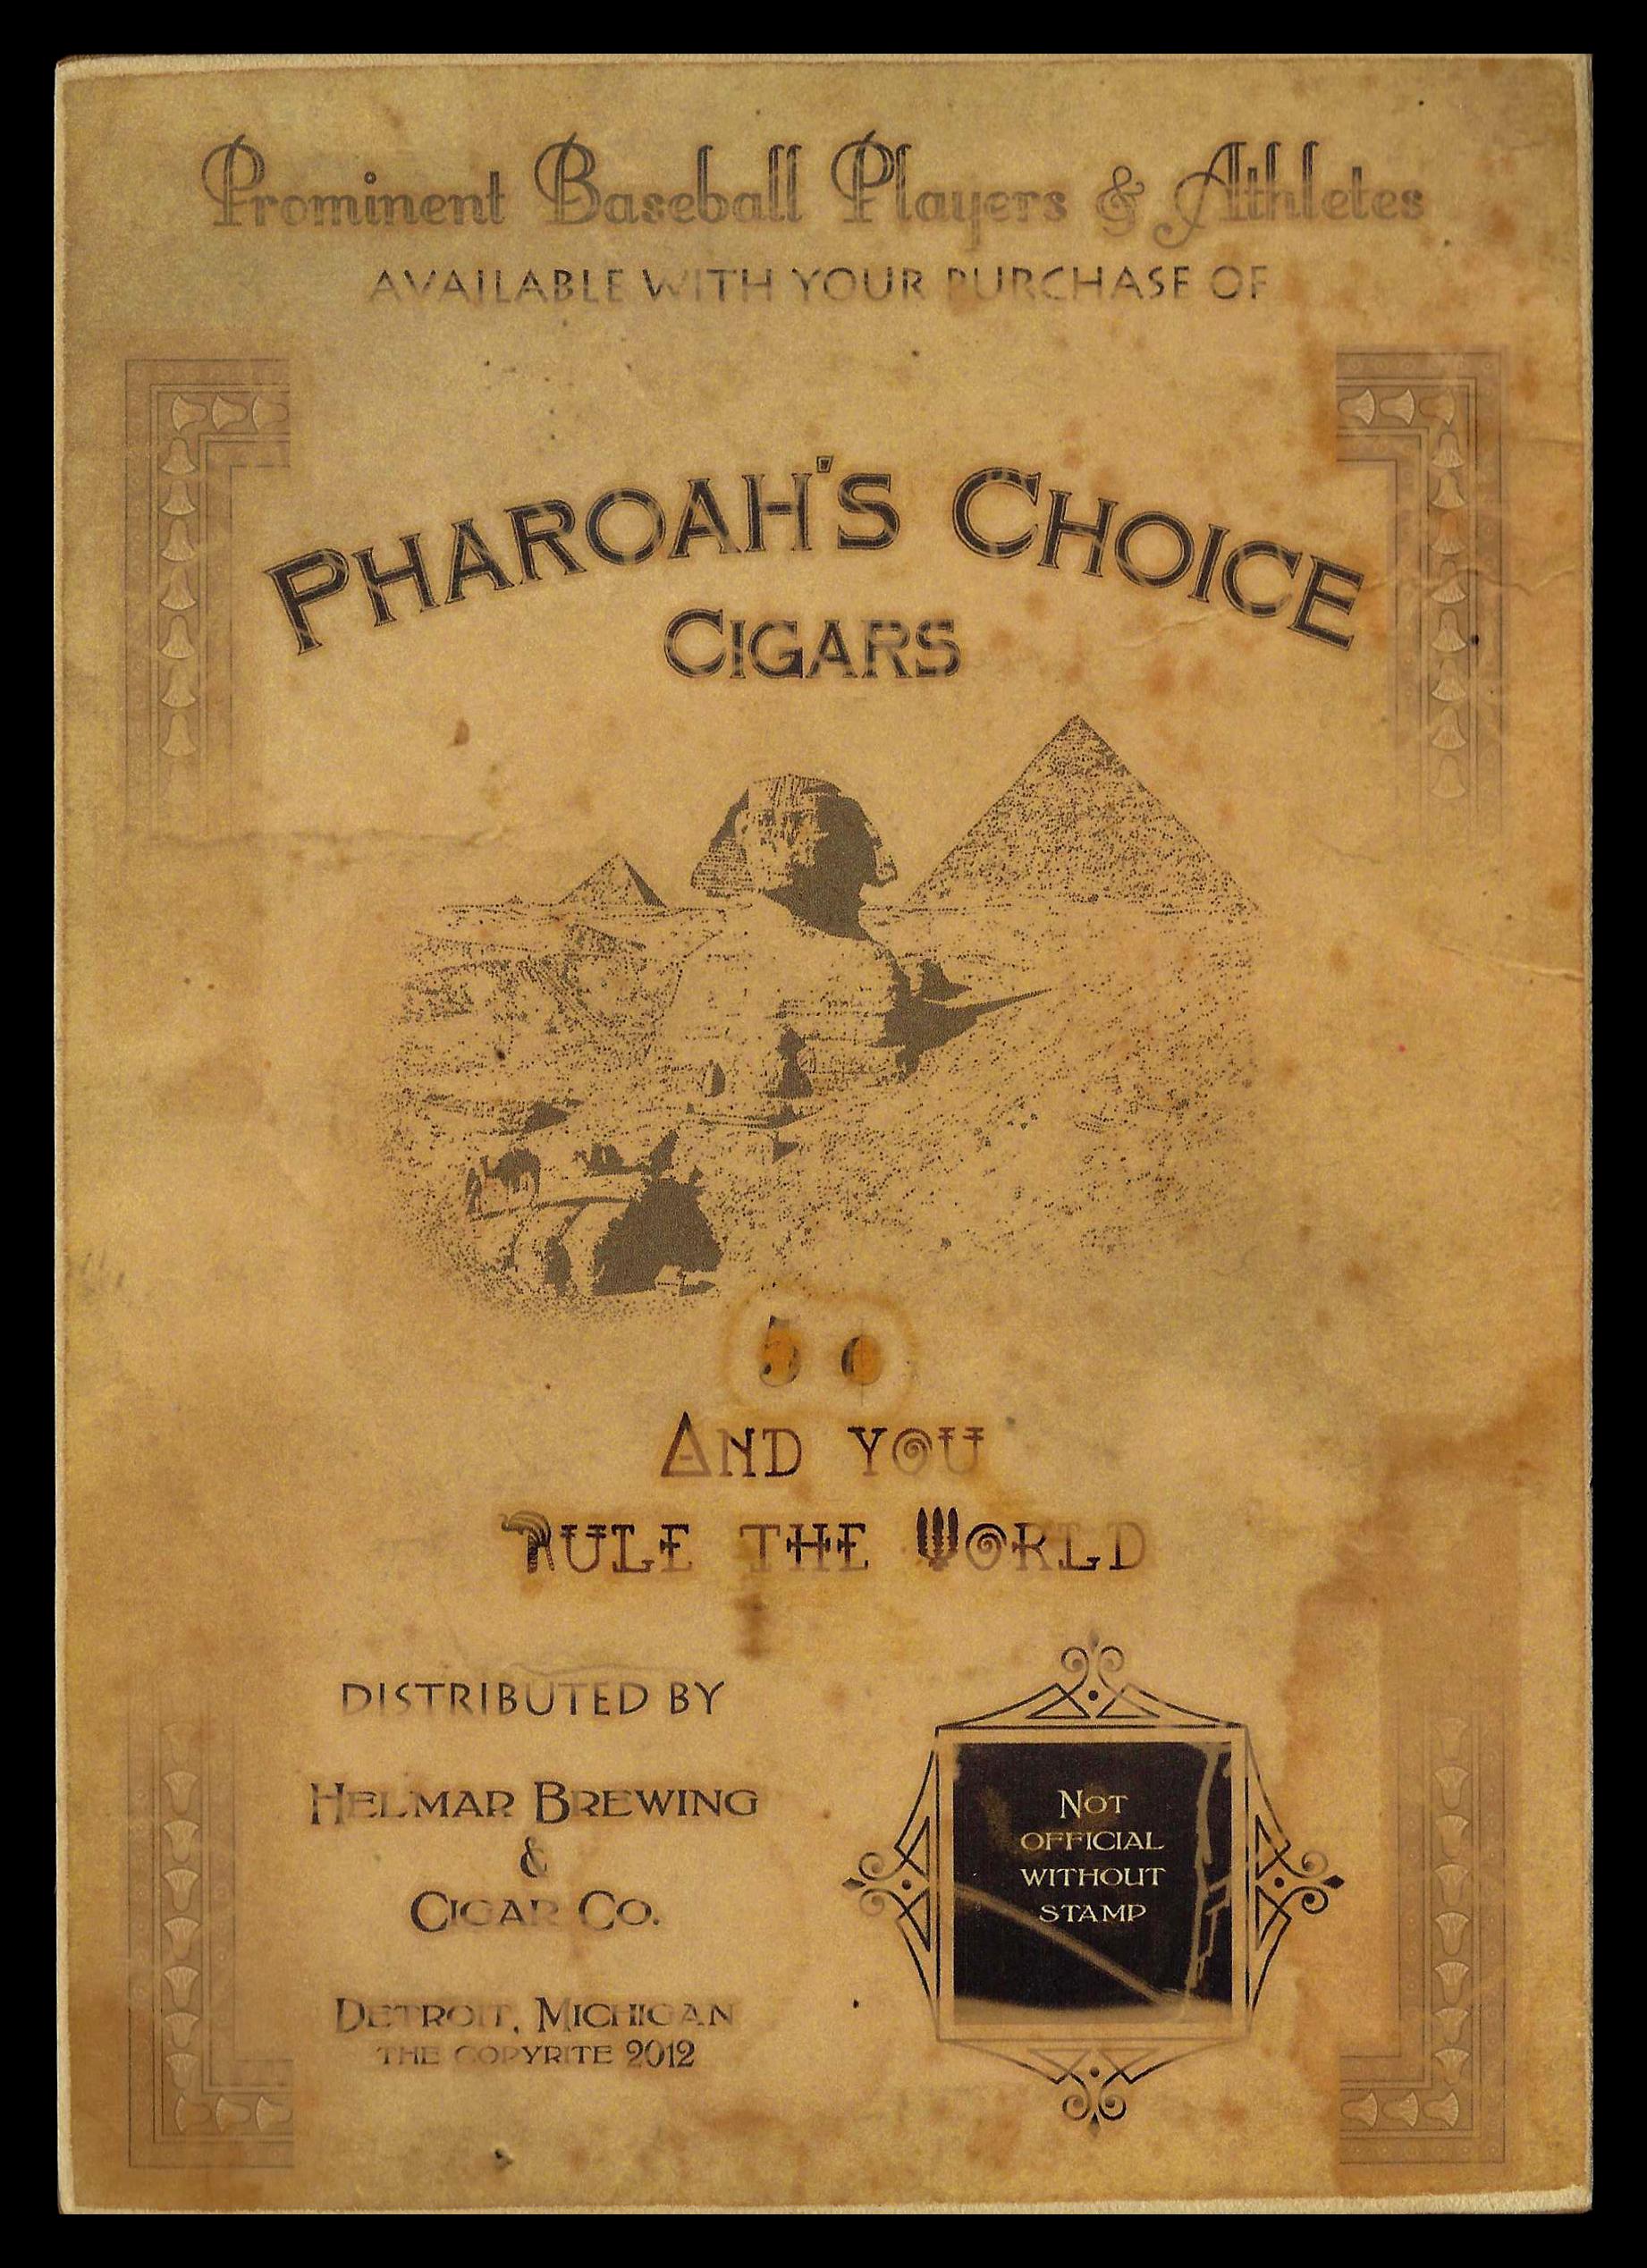 Prominent Baseball Players & Athletes
AVAILABLE WITH YOUR PURCHASE OF
PHAROAH'S CHOICE
CIGARS
5 ¢
AND YOU
RULE THE WORLD
DISTRIBUTED BY
HELMAR BREWING
&
CIGAR CO.
DETROIT, MICHIGAN
THE COPYRITE 2012
NOT
OFFICIAL
WITHOUT
STAMP